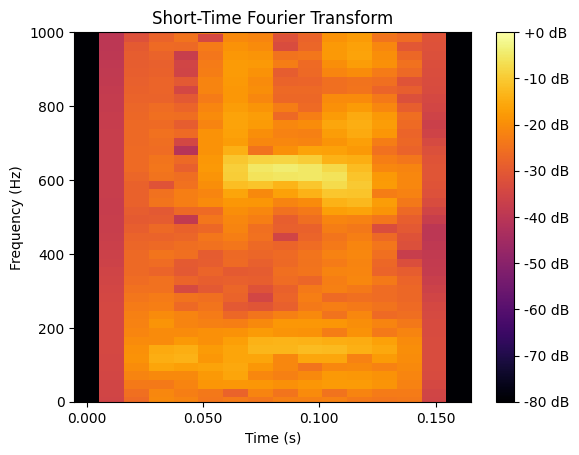 Short-Time Fourier Transform
1000
800
600
400
200
0
Frequency (Hz)
0.000
0.050
0.100
0.150
Time (s)
+0 dB
-10 dB
-20 dB
-30 dB
-40 dB
-50 dB
-60 dB
-70 dB
-80 dB